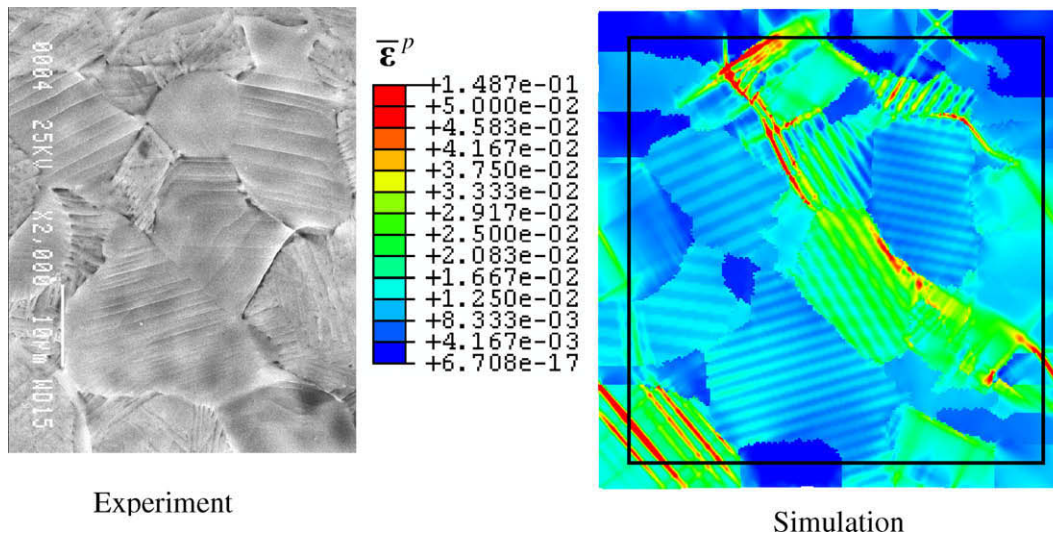 0004 25KV X2,000 10μm WD15
ε̅ᵖ
+1.487e-01
+5.000e-02
+4.583e-02
+4.167e-02
+3.750e-02
+3.333e-02
+2.917e-02
+2.500e-02
+2.083e-02
+1.667e-02
+1.250e-02
+8.333e-03
+4.167e-03
+6.708e-17
Experiment
Simulation